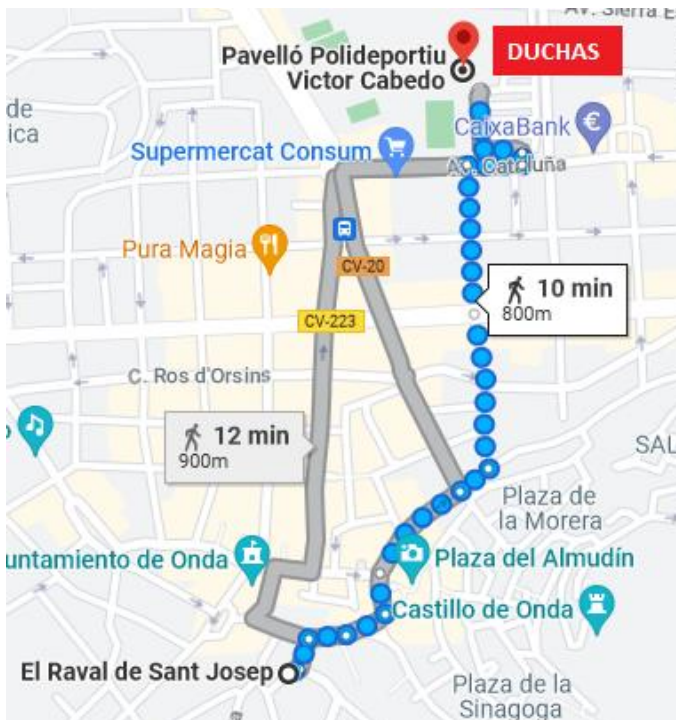 AV. Sierra E
Pavelló Polideportiu
Victor Cabedo
DUCHAS
de
ica
CaixaBank
€
Supermercat Consum
Av. Cataluña
Pura Magia
CV-20
10 min
800m
CV-223
C. Ros d'Orsins
12 min
900m
SAL
Plaza de
la Morera
untamiento de Onda
Plaza del Almudín
Castillo de Onda
El Raval de Sant Josep
Plaza de la
Sinagoga